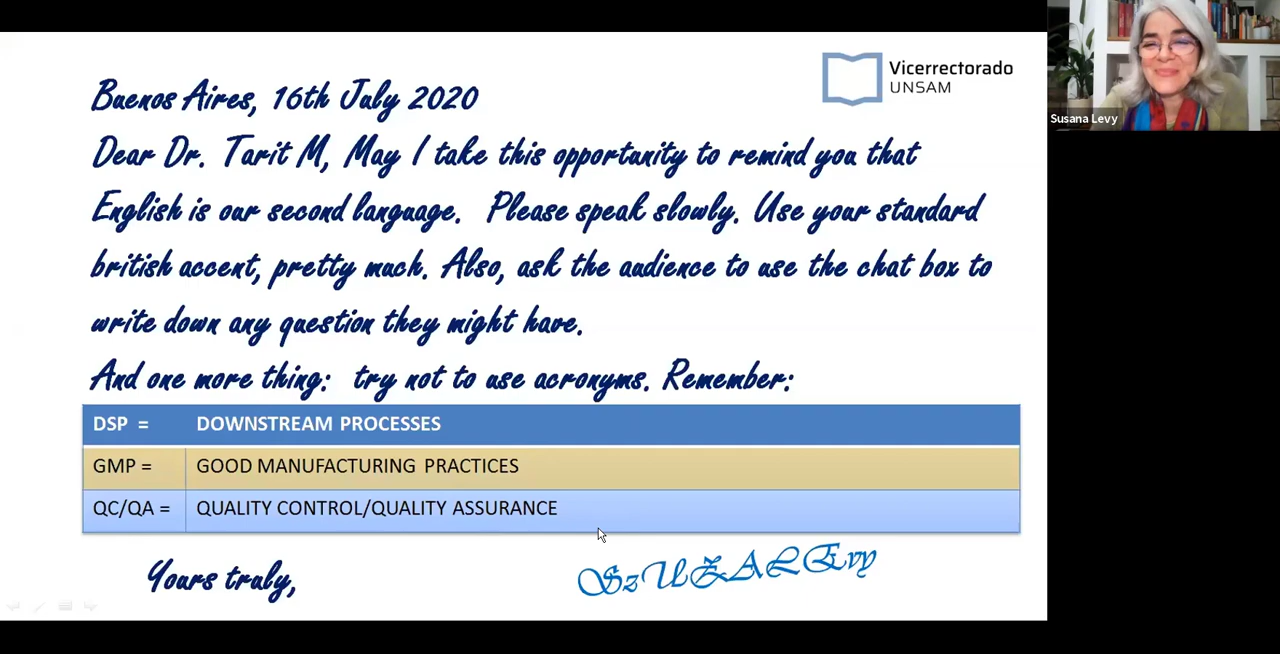 Buenos Aires, 16th July 2020
Vicerrectorado
UNSAM
Susana Levy
Dear Dr. Tarit M, May I take this opportunity to remind you that
English is our second language. Please speak slowly. Use your standard
british accent, pretty much. Also, ask the audience to use the chat box to
write down any question they might have.
And one more thing: try not to use acronyms. Remember:
DSP = DOWNSTREAM PROCESSES
GMP = GOOD MANUFACTURING PRACTICES
QC/QA = QUALITY CONTROL/QUALITY ASSURANCE
Yours truly,
SzUZALEvy